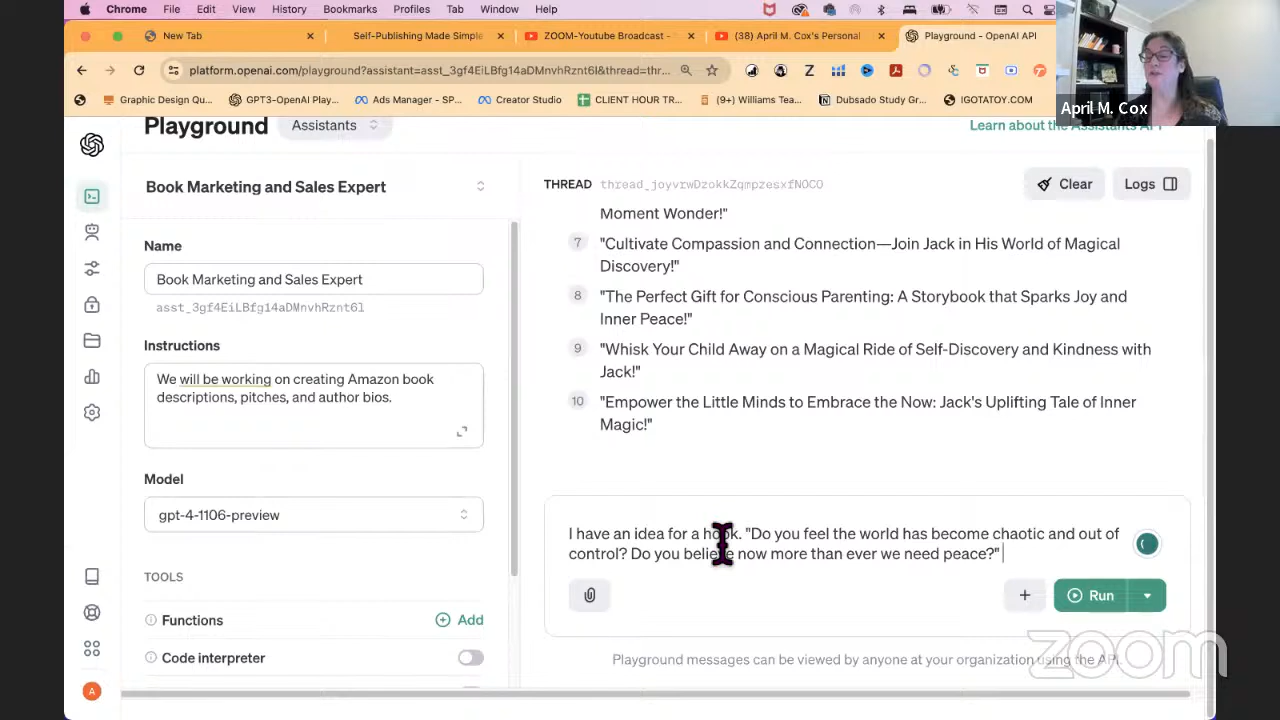 Chrome File Edit View History Bookmarks Profiles Tab Window Help
New Tab
Self-Publishing Made Simple
ZOOM-Youtube Broadcast -
(38) April M. Cox's Personal
Playground - OpenAI API
platform.openai.com/playground?assistant=asst_3gf4EiLBfg14aDMnvhRznt6l&thread=thr...
Graphic Design Qu...
GPT3-OpenAI Play...
Ads Manager - SP...
Creator Studio
CLIENT HOUR TR...
(9+) Williams Tea...
Dubsado Study Gr...
IGOTATOY.COM
April M. Cox
Playground
Assistants
Learn about the Assistants API
Book Marketing and Sales Expert
Name
Book Marketing and Sales Expert
asst_3gf4EiLBfg14aDMnvhRznt6l
Instructions
We will be working on creating Amazon book
descriptions, pitches, and author bios.
Model
gpt-4-1106-preview
TOOLS
Functions
Add
Code interpreter
THREAD thread_joyvrwDzokkZqmpzesxfNOCO
Clear
Logs
Moment Wonder!"
7 "Cultivate Compassion and Connection—Join Jack in His World of Magical
Discovery!"
8 "The Perfect Gift for Conscious Parenting: A Storybook that Sparks Joy and
Inner Peace!"
9 "Whisk Your Child Away on a Magical Ride of Self-Discovery and Kindness with
Jack!"
10 "Empower the Little Minds to Embrace the Now: Jack's Uplifting Tale of Inner
Magic!"
I have an idea for a hook. "Do you feel the world has become chaotic and out of
control? Do you believe now more than ever we need peace?"
Run
Playground messages can be viewed by anyone at your organization using the API.
zoom
A